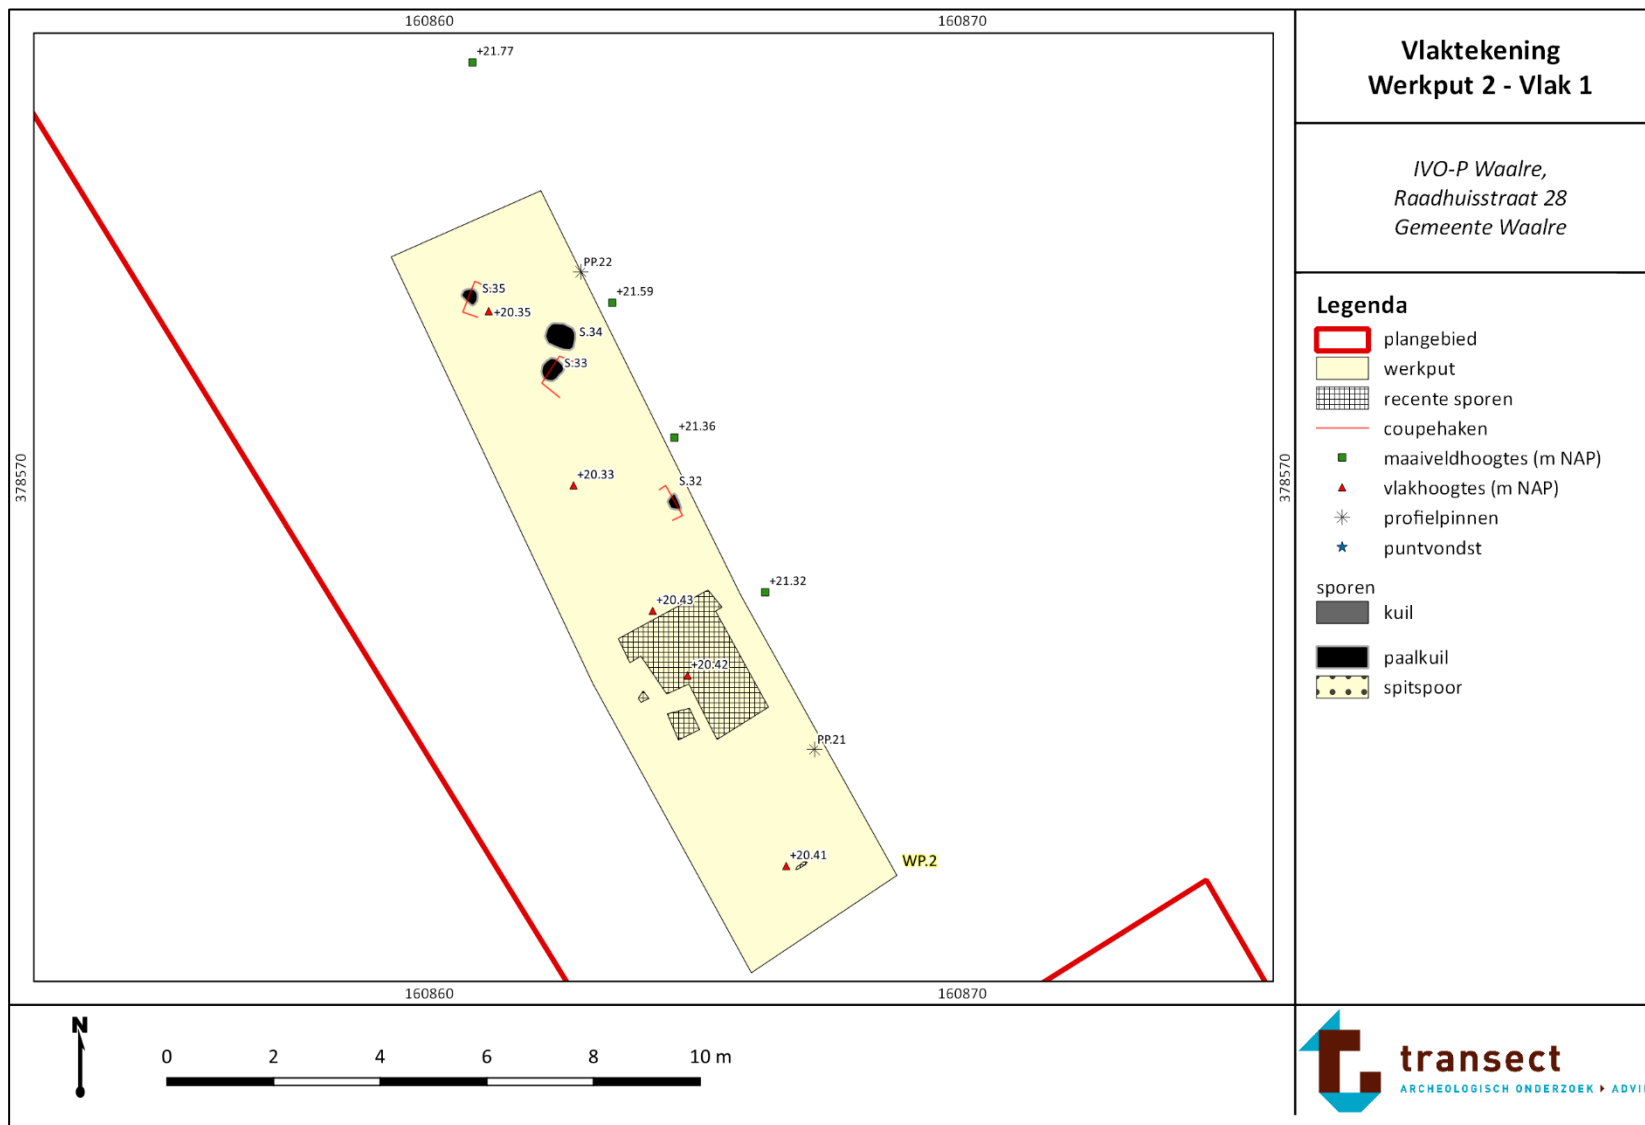 160860
160870
+21.77
PP.22
S.35
+21.59
+20.35
S.34
S.33
+21.36
378570
378570
+20.33
S.32
+21.32
+20.43
+20.42
PP.21
+20.41
WP.2
160860
160870
N
0 2 4 6 8 10 m
Vlaktekening
Werkput 2 - Vlak 1
IVO-P Waalre,
Raadhuisstraat 28
Gemeente Waalre
Legenda
plangebied
werkput
recente sporen
coupehaken
maaiveldhoogtes (m NAP)
vlakhoogtes (m NAP)
profielpinnen
puntvondst
sporen
kuil
paalkuil
spitspoor
transect
ARCHEOLOGISCH ONDERZOEK ▸ ADVI